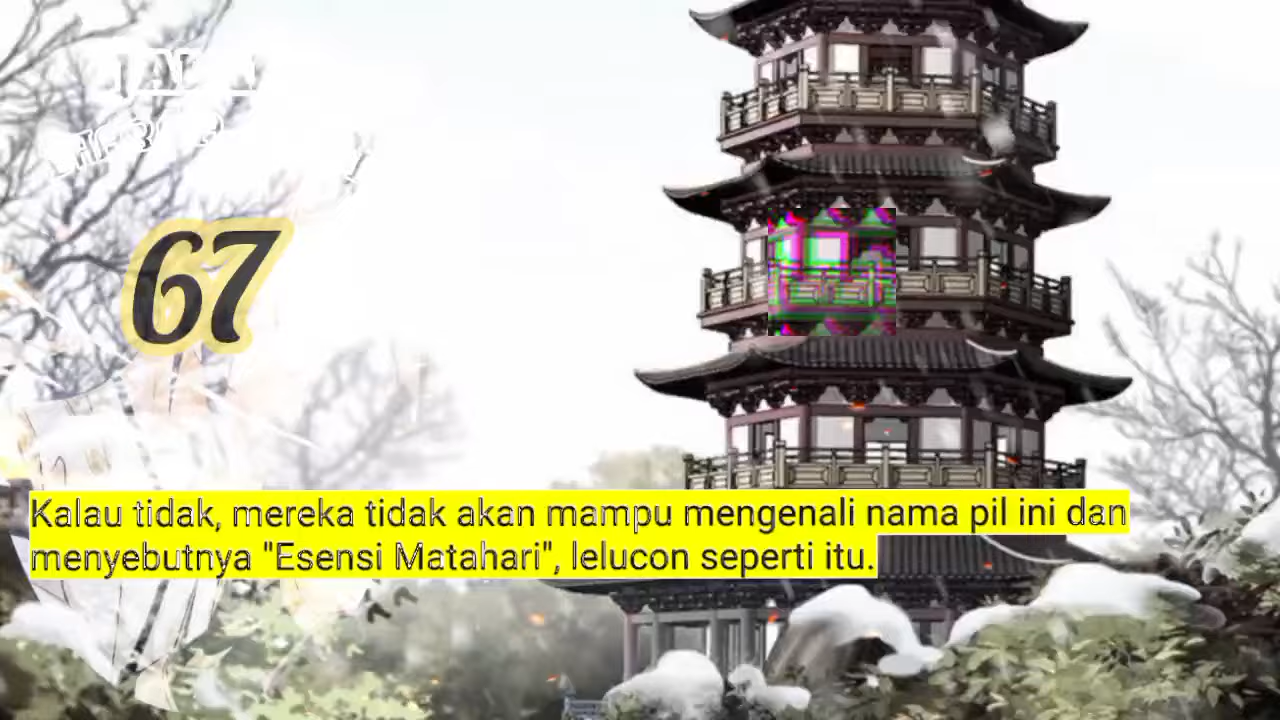 67
Kalau tidak, mereka tidak akan mampu mengenali nama pil ini dan
menyebutnya "Esensi Matahari", lelucon seperti itu.